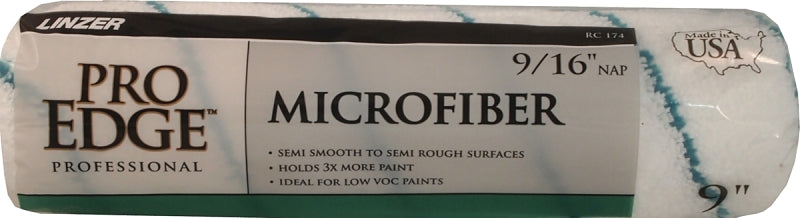 LINZER
RC 174
PRO
EDGE™
PROFESSIONAL
9/16" NAP
MICROFIBER
• SEMI SMOOTH TO SEMI ROUGH SURFACES
• HOLDS 3X MORE PAINT
• IDEAL FOR LOW VOC PAINTS
Made in
USA
9"